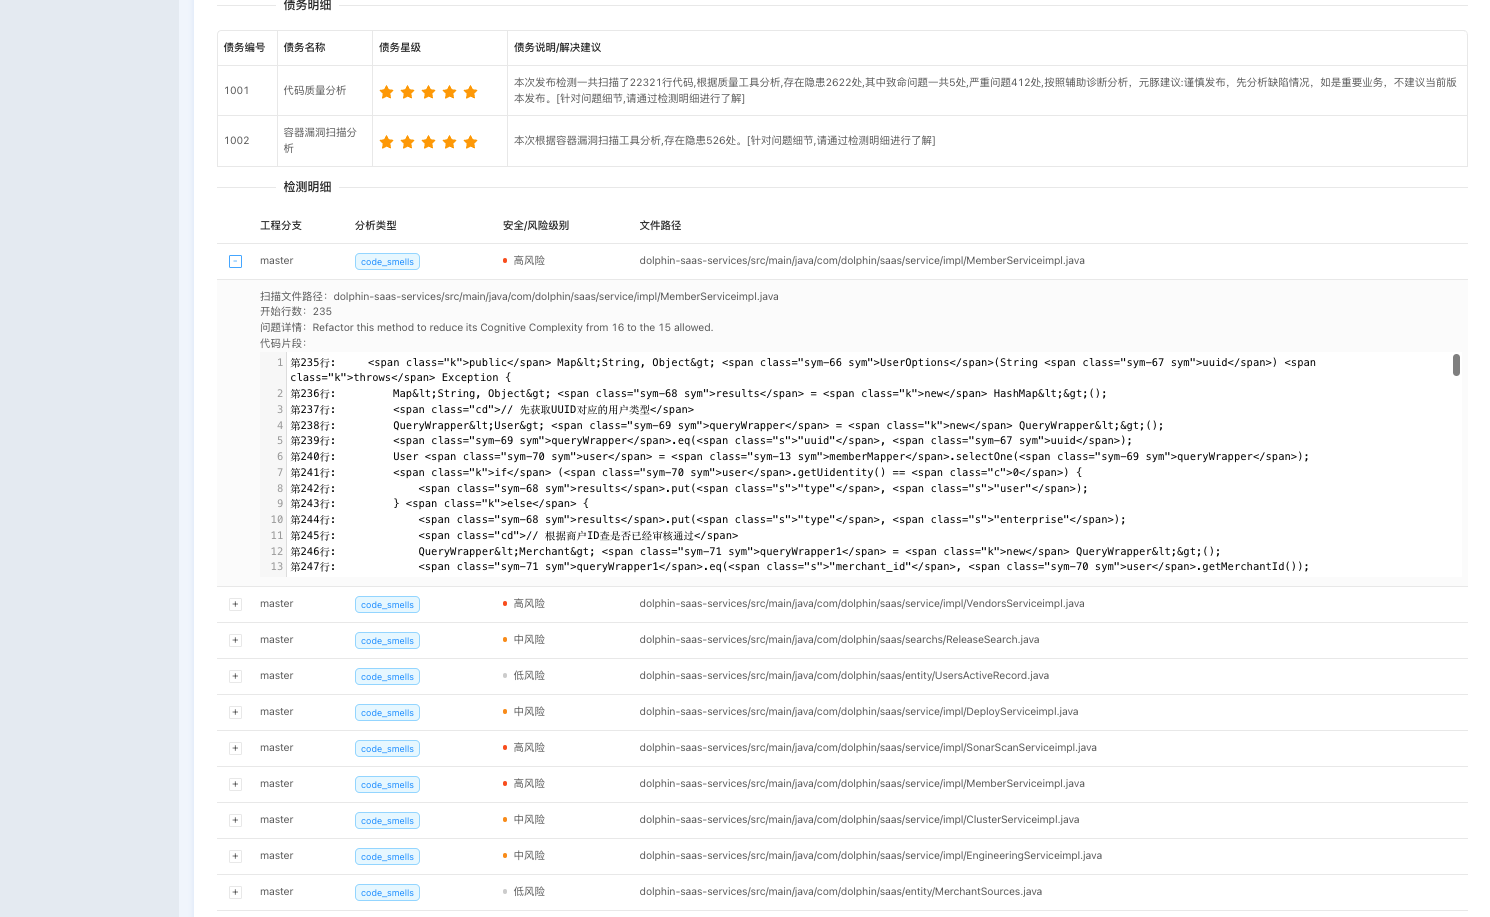 债务明细
债务编号 债务名称 债务星级 债务说明/解决建议
1001 代码质量分析 本次发布检测一共扫描了22321行代码,根据质量工具分析,存在隐患2622处,其中致命问题一共5处,严重问题412处,按照辅助诊断分析，元豚建议:谨慎发布，先分析缺陷情况，如是重要业务，不建议当前版
本发布。[针对问题细节,请通过检测明细进行了解]
1002 容器漏洞扫描分
析 本次根据容器漏洞扫描工具分析,存在隐患526处。[针对问题细节,请通过检测明细进行了解]
检测明细
工程分支 分析类型 安全/风险级别 文件路径
master code_smells 高风险 dolphin-saas-services/src/main/java/com/dolphin/saas/service/impl/MemberServiceimpl.java
扫描文件路径：dolphin-saas-services/src/main/java/com/dolphin/saas/service/impl/MemberServiceimpl.java
开始行数：235
问题详情：Refactor this method to reduce its Cognitive Complexity from 16 to the 15 allowed.
代码片段：
1 第235行:     <span class="k">public</span> Map&lt;String, Object&gt; <span class="sym-66 sym">UserOptions</span>(String <span class="sym-67 sym">uuid</span>) <span
class="k">throws</span> Exception {
2 第236行:         Map&lt;String, Object&gt; <span class="sym-68 sym">results</span> = <span class="k">new</span> HashMap&lt;&gt;();
3 第237行:         <span class="cd">// 先获取UUID对应的用户类型</span>
4 第238行:         QueryWrapper&lt;User&gt; <span class="sym-69 sym">queryWrapper</span> = <span class="k">new</span> QueryWrapper&lt;&gt;();
5 第239行:         <span class="sym-69 sym">queryWrapper</span>.eq(<span class="s">"uuid"</span>, <span class="sym-67 sym">uuid</span>);
6 第240行:         User <span class="sym-70 sym">user</span> = <span class="sym-13 sym">memberMapper</span>.selectOne(<span class="sym-69 sym">queryWrapper</span>);
7 第241行:         <span class="k">if</span> (<span class="sym-70 sym">user</span>.getUidentity() == <span class="c">0</span>) {
8 第242行:             <span class="sym-68 sym">results</span>.put(<span class="s">"type"</span>, <span class="s">"user"</span>);
9 第243行:         } <span class="k">else</span> {
10 第244行:             <span class="sym-68 sym">results</span>.put(<span class="s">"type"</span>, <span class="s">"enterprise"</span>);
11 第245行:             <span class="cd">// 根据商户ID查是否已经审核通过</span>
12 第246行:             QueryWrapper&lt;Merchant&gt; <span class="sym-71 sym">queryWrapper1</span> = <span class="k">new</span> QueryWrapper&lt;&gt;();
13 第247行:             <span class="sym-71 sym">queryWrapper1</span>.eq(<span class="s">"merchant_id"</span>, <span class="sym-70 sym">user</span>.getMerchantId());
master code_smells 高风险 dolphin-saas-services/src/main/java/com/dolphin/saas/service/impl/VendorsServiceimpl.java
master code_smells 中风险 dolphin-saas-services/src/main/java/com/dolphin/saas/searchs/ReleaseSearch.java
master code_smells 低风险 dolphin-saas-services/src/main/java/com/dolphin/saas/entity/UsersActiveRecord.java
master code_smells 中风险 dolphin-saas-services/src/main/java/com/dolphin/saas/service/impl/DeployServiceimpl.java
master code_smells 高风险 dolphin-saas-services/src/main/java/com/dolphin/saas/service/impl/SonarScanServiceimpl.java
master code_smells 高风险 dolphin-saas-services/src/main/java/com/dolphin/saas/service/impl/MemberServiceimpl.java
master code_smells 中风险 dolphin-saas-services/src/main/java/com/dolphin/saas/service/impl/ClusterServiceimpl.java
master code_smells 中风险 dolphin-saas-services/src/main/java/com/dolphin/saas/service/impl/EngineeringServiceimpl.java
master code_smells 低风险 dolphin-saas-services/src/main/java/com/dolphin/saas/entity/MerchantSources.java